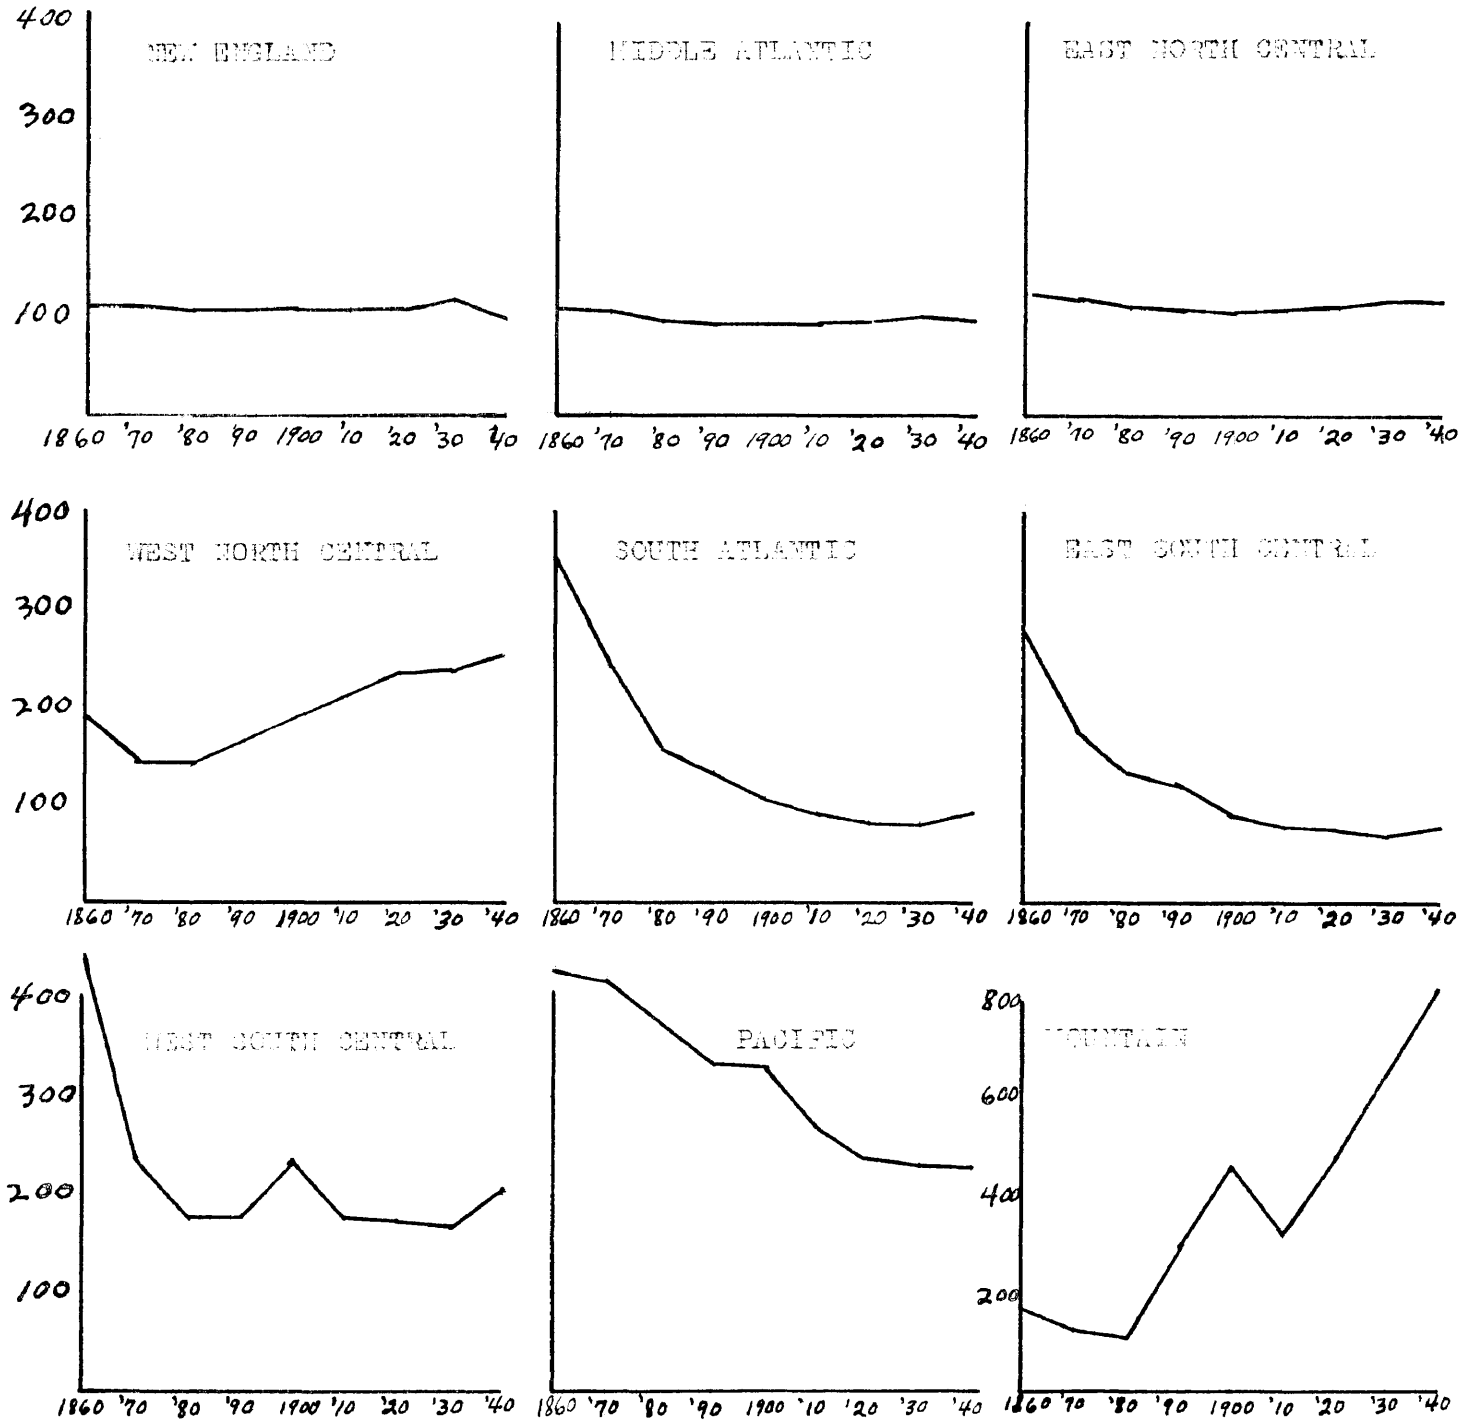 400
NEW ENGLAND
MIDDLE ATLANTIC
EAST NORTH CENTRAL
300
200
100
1860 '70 '80 '90 1900 '10 '20 '30 '40
1860 '70 '80 '90 1900 '10 '20 '30 '40
1860 '70 '80 '90 1900 '10 '20 '30 '40
400
WEST NORTH CENTRAL
SOUTH ATLANTIC
EAST SOUTH CENTRAL
300
200
100
1860 '70 '80 '90 1900 '10 '20 '30 '40
1860 '70 '80 '90 1900 '10 '20 '30 '40
1860 '70 '80 '90 1900 '10 '20 '30 '40
400
WEST SOUTH CENTRAL
300
200
100
1860 '70 '80 '90 1900 '10 '20 '30 '40
PACIFIC
1860 '70 '80 '90 1900 '10 '20 '30 '40
800
MOUNTAIN
600
400
200
1860 '70 '80 '90 1900 '10 '20 '30 '40